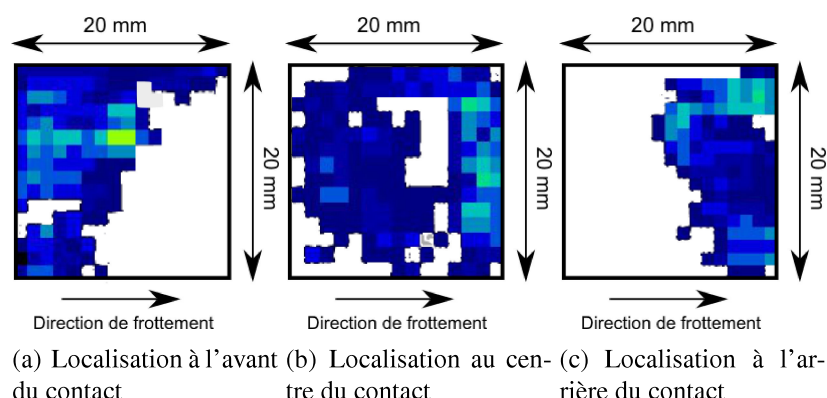 20 mm
20 mm
20 mm
20 mm
20 mm
20 mm
Direction de frottement
Direction de frottement
Direction de frottement
(a) Localisation à l'avant
du contact
(b) Localisation au cen-
tre du contact
(c) Localisation à l'ar-
rière du contact